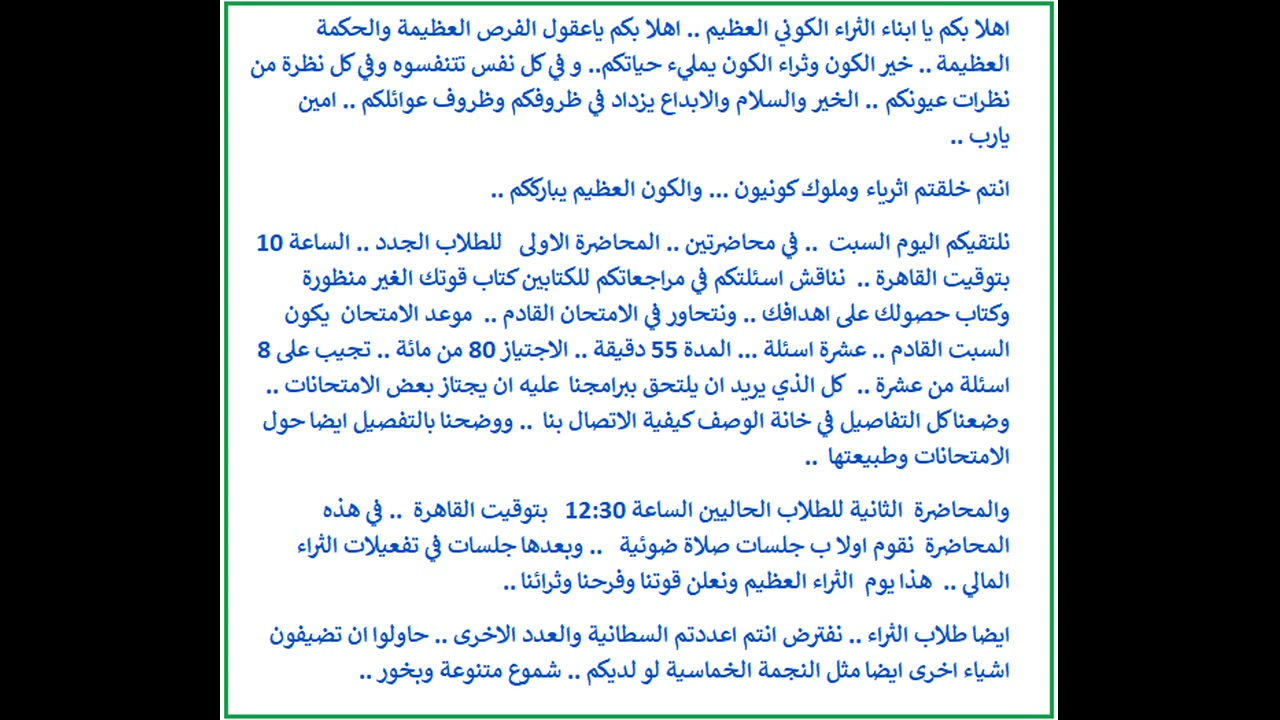 اهلا بكم يا ابناء الثراء الكوني العظيم .. اهلا بكم ياعقول الفرص العظيمة والحكمة
العظيمة .. خير الكون وثراء الكون يمليء حياتكم.. و في كل نفس تتنفسوه وفي كل نظرة من
نظرات عيونكم .. الخير والسلام والابداع يزداد في ظروفكم وظروف عوائلكم .. امين
يارب ..
انتم خلقتم اثرياء وملوك كونيون ... والكون العظيم يبارككم ..
نلتقيكم اليوم السبت .. في محاضرتين .. المحاضرة الاولى للطلاب الجدد .. الساعة 10
بتوقيت القاهرة .. نناقش اسئلتكم في مراجعاتكم للكتابين كتاب قوتك الغير منظورة
وكتاب حصولك على اهدافك .. ونتحاور في الامتحان القادم .. موعد الامتحان يكون
السبت القادم .. عشرة اسئلة ... المدة 55 دقيقة .. الاجتياز 80 من مائة .. تجيب على 8
اسئلة من عشرة .. كل الذي يريد ان يلتحق ببرامجنا عليه ان يجتاز بعض الامتحانات ..
وضعنا كل التفاصيل في خانة الوصف كيفية الاتصال بنا .. ووضحنا بالتفصيل ايضا حول
الامتحانات وطبيعتها ..
والمحاضرة الثانية للطلاب الحاليين الساعة 12:30 بتوقيت القاهرة .. في هذه
المحاضرة نقوم اولا ب جلسات صلاة ضوئية .. وبعدها جلسات في تفعيلات الثراء
المالي .. هذا يوم الثراء العظيم ونعلن قوتنا وفرحنا وثرائنا ..
ايضا طلاب الثراء .. نفترض انتم اعددتم السطانية والعدد الاخرى .. حاولوا ان تضيفون
اشياء اخرى ايضا مثل النجمة الخماسية لو لديكم .. شموع متنوعة وبخور ..